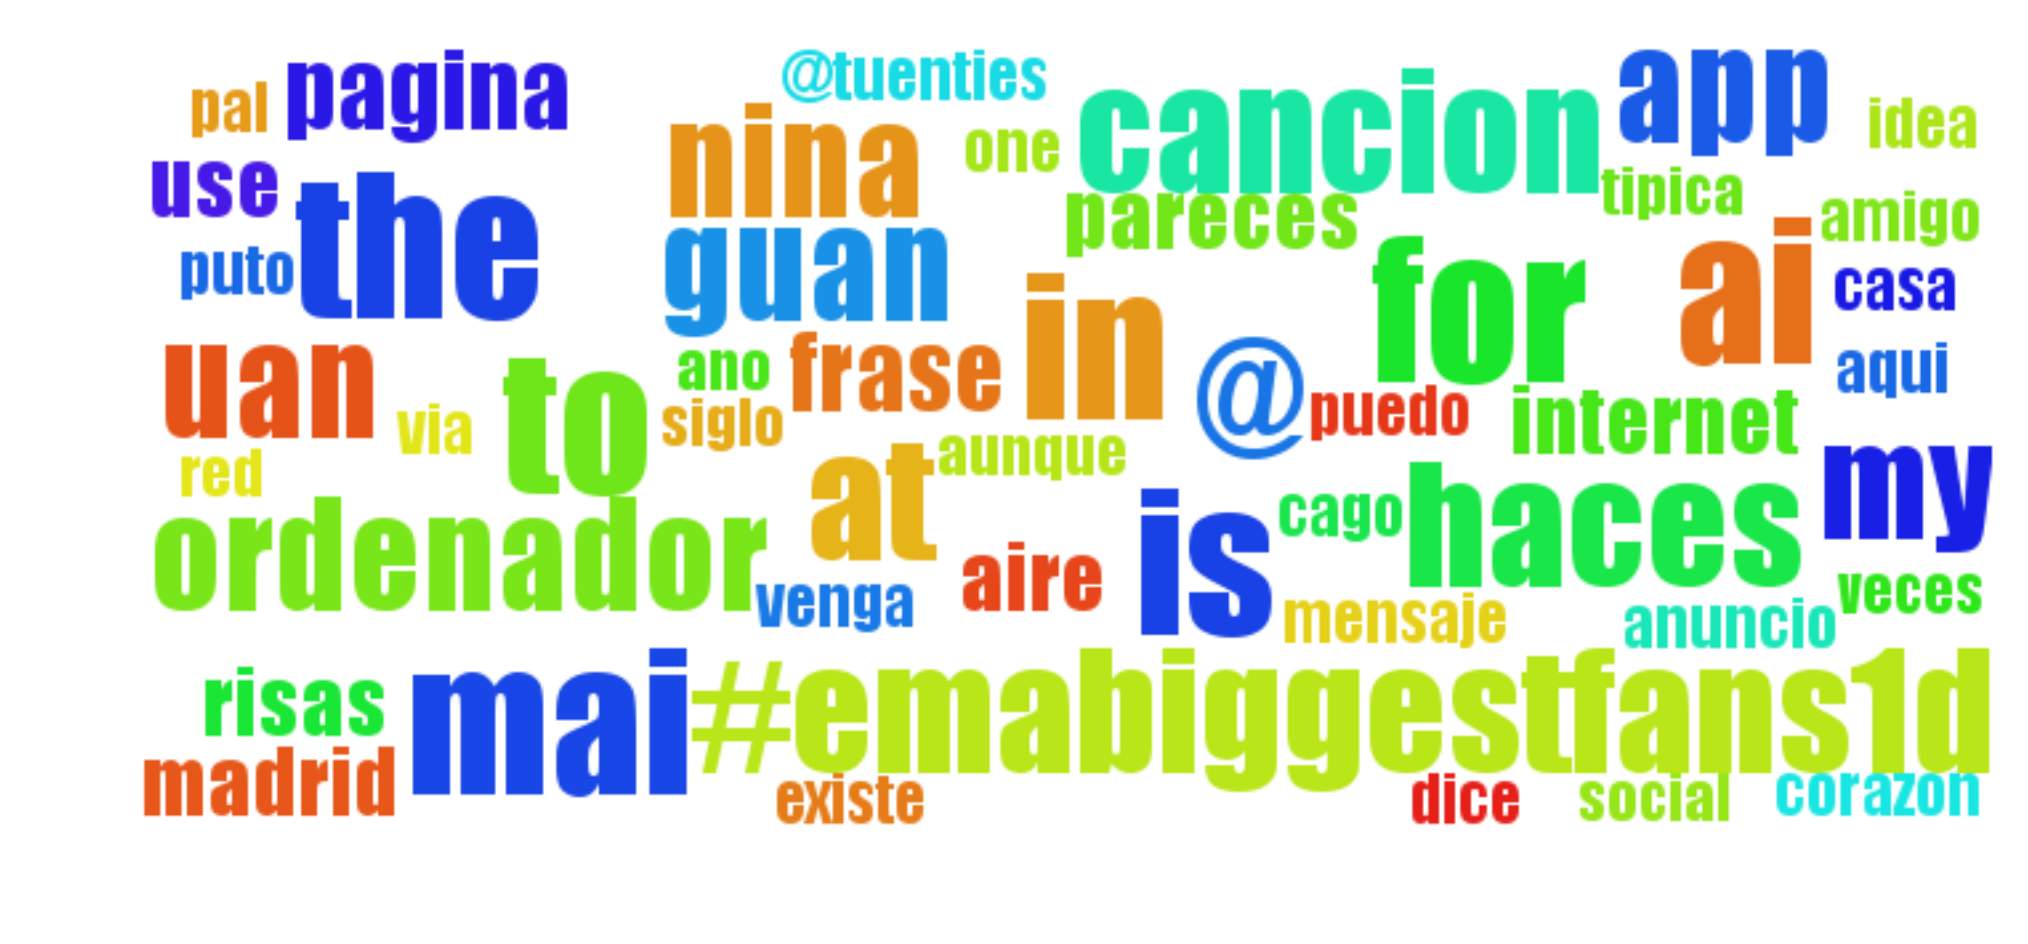 @tuenties
pal pagina nina one cancion app idea
use the guan pareces tipica amigo
puto in for ai casa
uan via to ano frase @ puedo internet aqui
red siglo at aunque cago haces my
ordenador venga aire is mensaje anuncio veces
risas mai #emabiggestfans1d
madrid existe dice social corazon